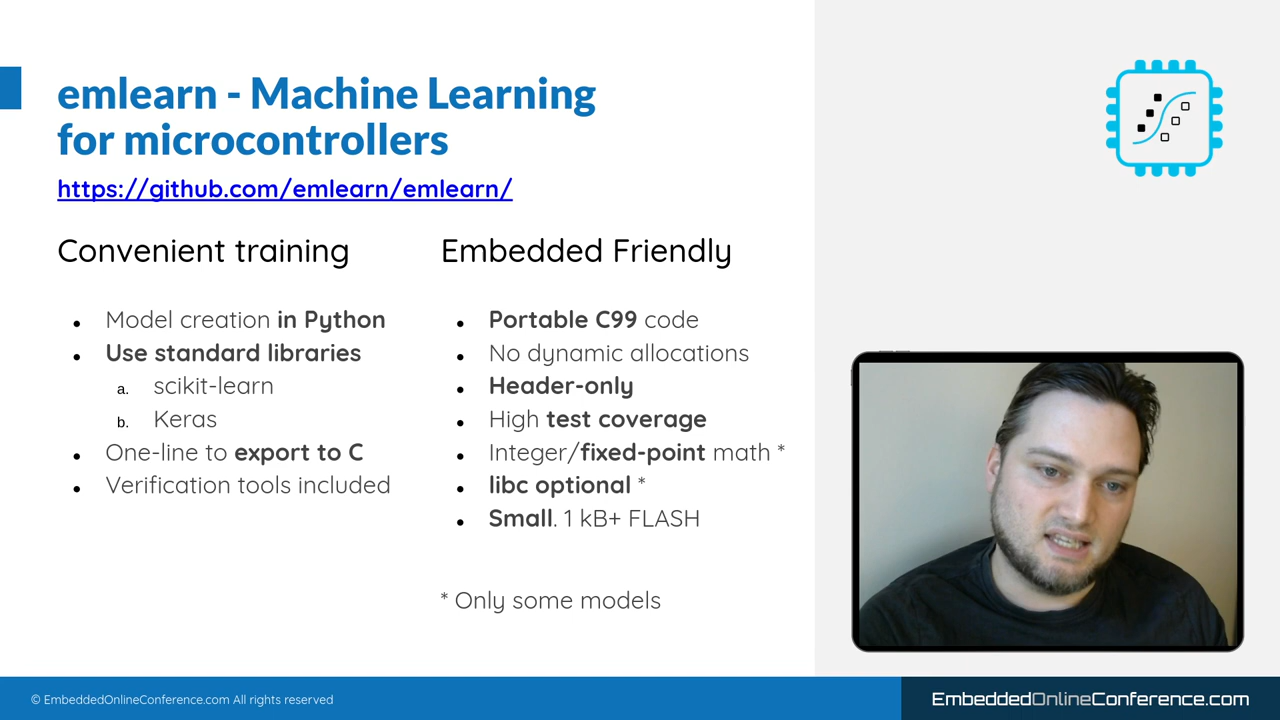 emlearn - Machine Learning
for microcontrollers
https://github.com/emlearn/emlearn/
Convenient training
● Model creation in Python
● Use standard libraries
a. scikit-learn
b. Keras
● One-line to export to C
● Verification tools included
Embedded Friendly
● Portable C99 code
● No dynamic allocations
● Header-only
● High test coverage
● Integer/fixed-point math *
● libc optional *
● Small. 1 kB+ FLASH
* Only some models
© EmbeddedOnlineConference.com All rights reserved
EmbeddedOnlineConference.com